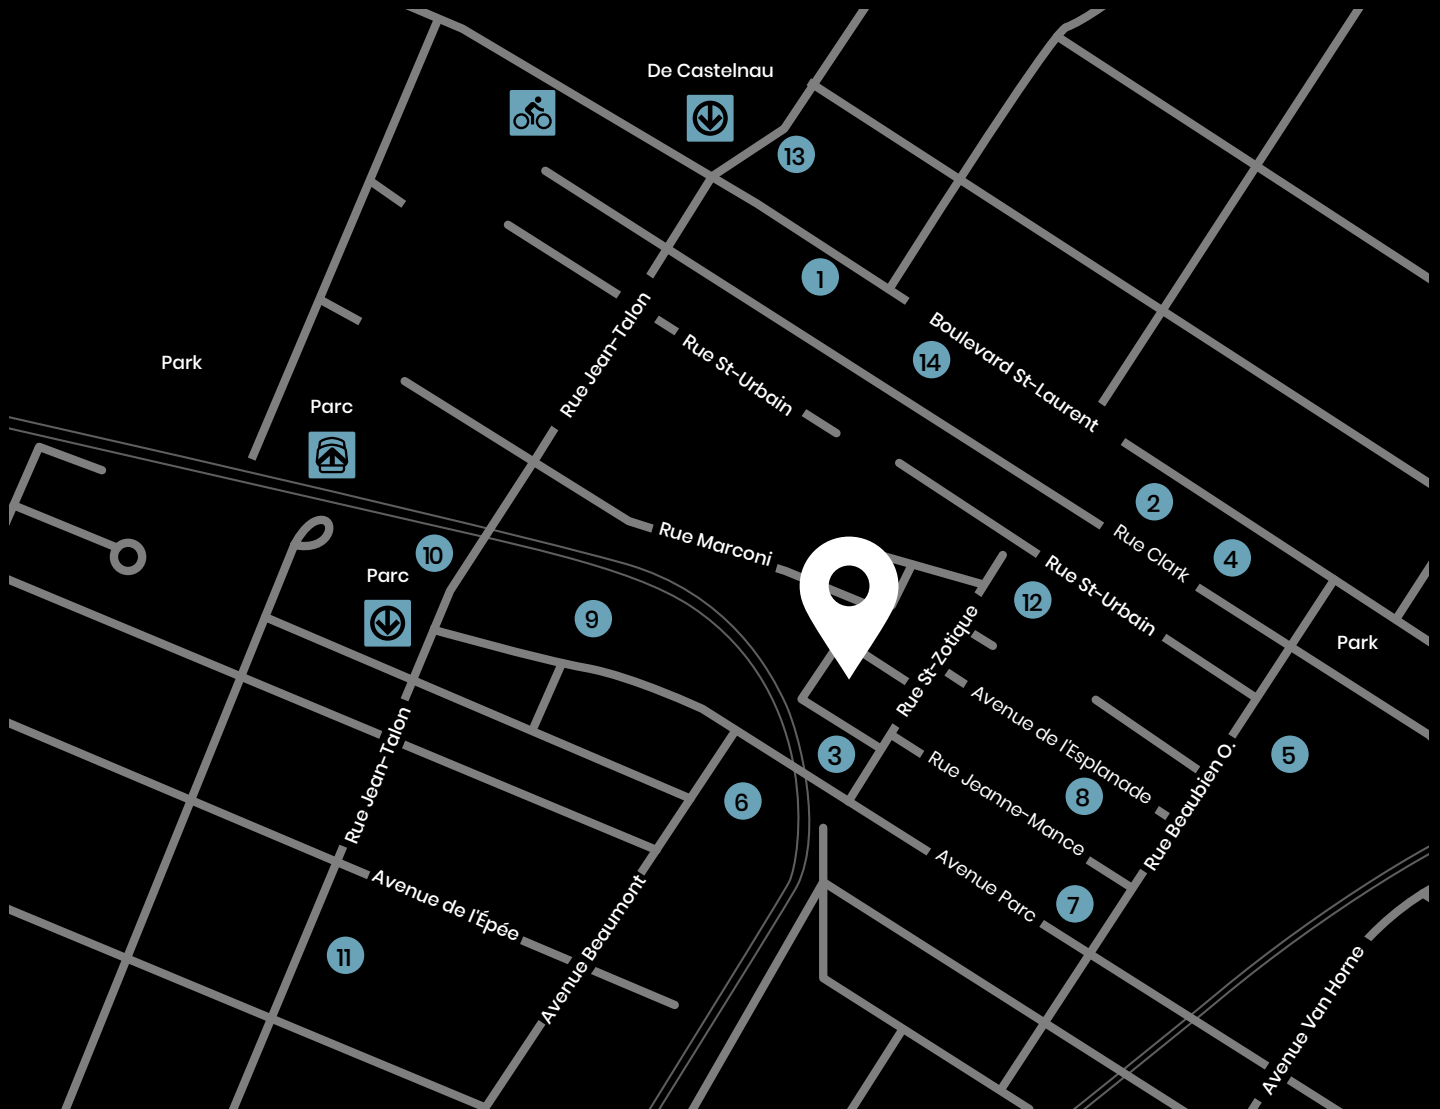 De Castelnau
13
1
Rue Jean-Talon
Boulevard St-Laurent
Rue St-Urbain
14
Park
Parc
2
Rue Clark
Rue Marconi
10
4
Parc
Rue St-Urbain
12
9
Park
Rue St-Zotique
Avenue de l'Esplanade
Rue Jean-Talon
3
5
Rue Jeanne-Mance
8
Rue Beaubien O.
6
Avenue Parc
7
Avenue de l'Épée
Avenue Beaumont
11
Avenue Van Horne